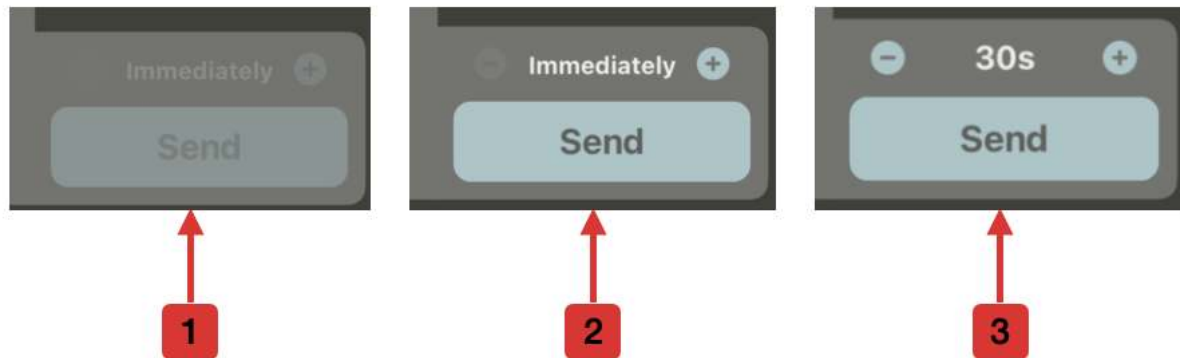 Immediately +
Send
- Immediately +
Send
- 30s +
Send
1
2
3